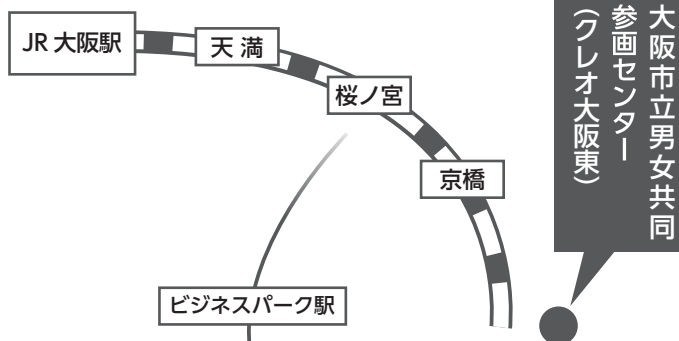 大阪市立男女共同
参画センター
(クレオ大阪東)
JR大阪駅
天満
桜ノ宮
京橋
ビジネスパーク駅